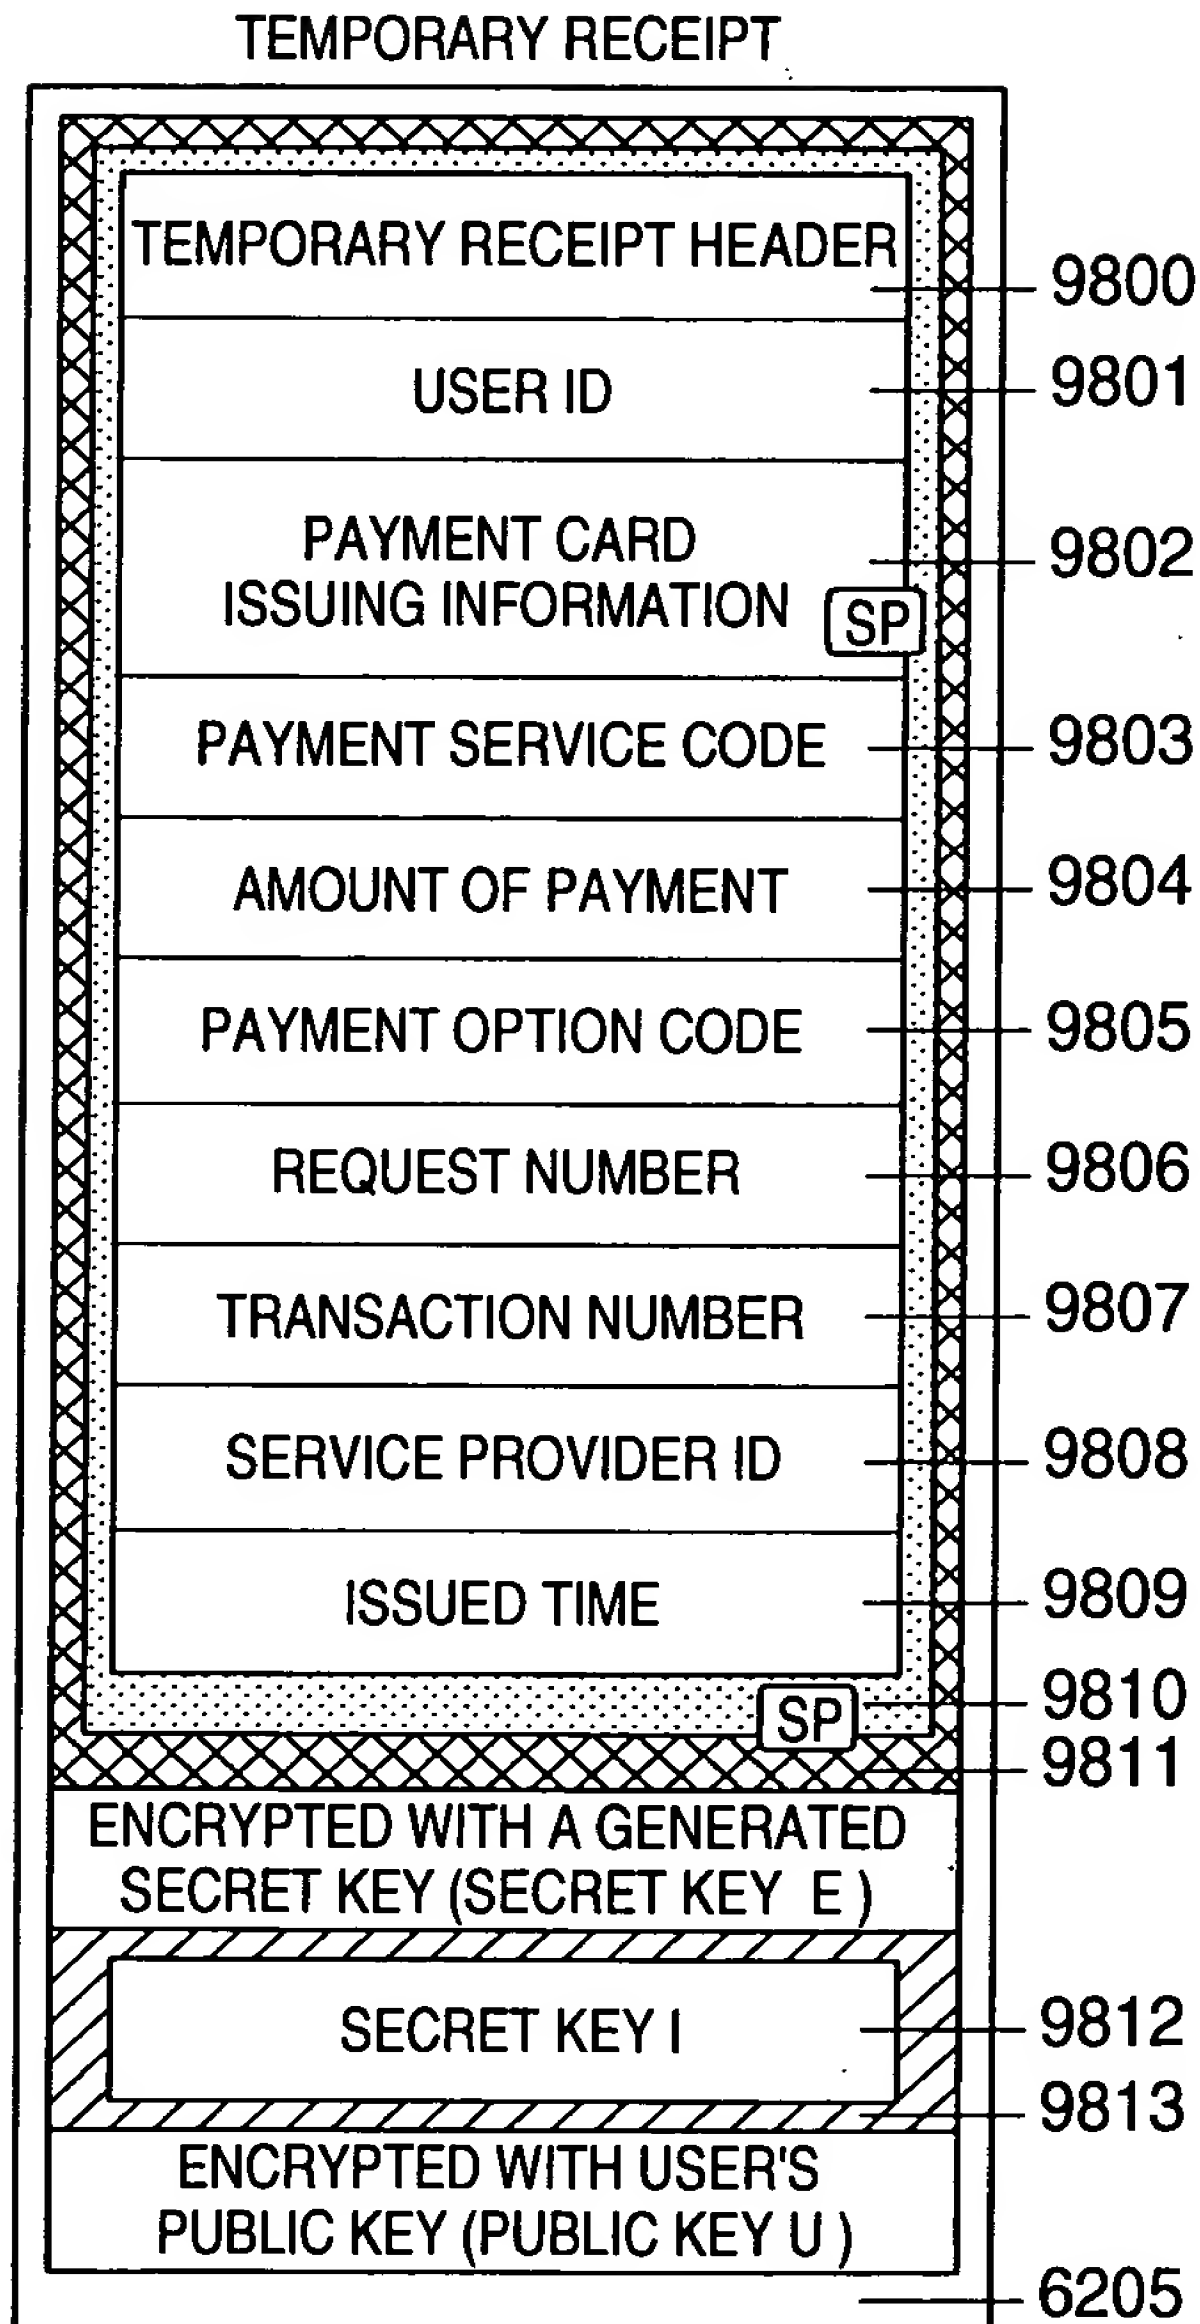 TEMPORARY RECEIPT
TEMPORARY RECEIPT HEADER
9800
USER ID
9801
PAYMENT CARD
ISSUING INFORMATION
9802
SP
PAYMENT SERVICE CODE
9803
AMOUNT OF PAYMENT
9804
PAYMENT OPTION CODE
9805
REQUEST NUMBER
9806
TRANSACTION NUMBER
9807
SERVICE PROVIDER ID
9808
ISSUED TIME
9809
SP
9810
9811
ENCRYPTED WITH A GENERATED
SECRET KEY (SECRET KEY E )
SECRET KEY I
9812
9813
ENCRYPTED WITH USER'S
PUBLIC KEY (PUBLIC KEY U )
6205